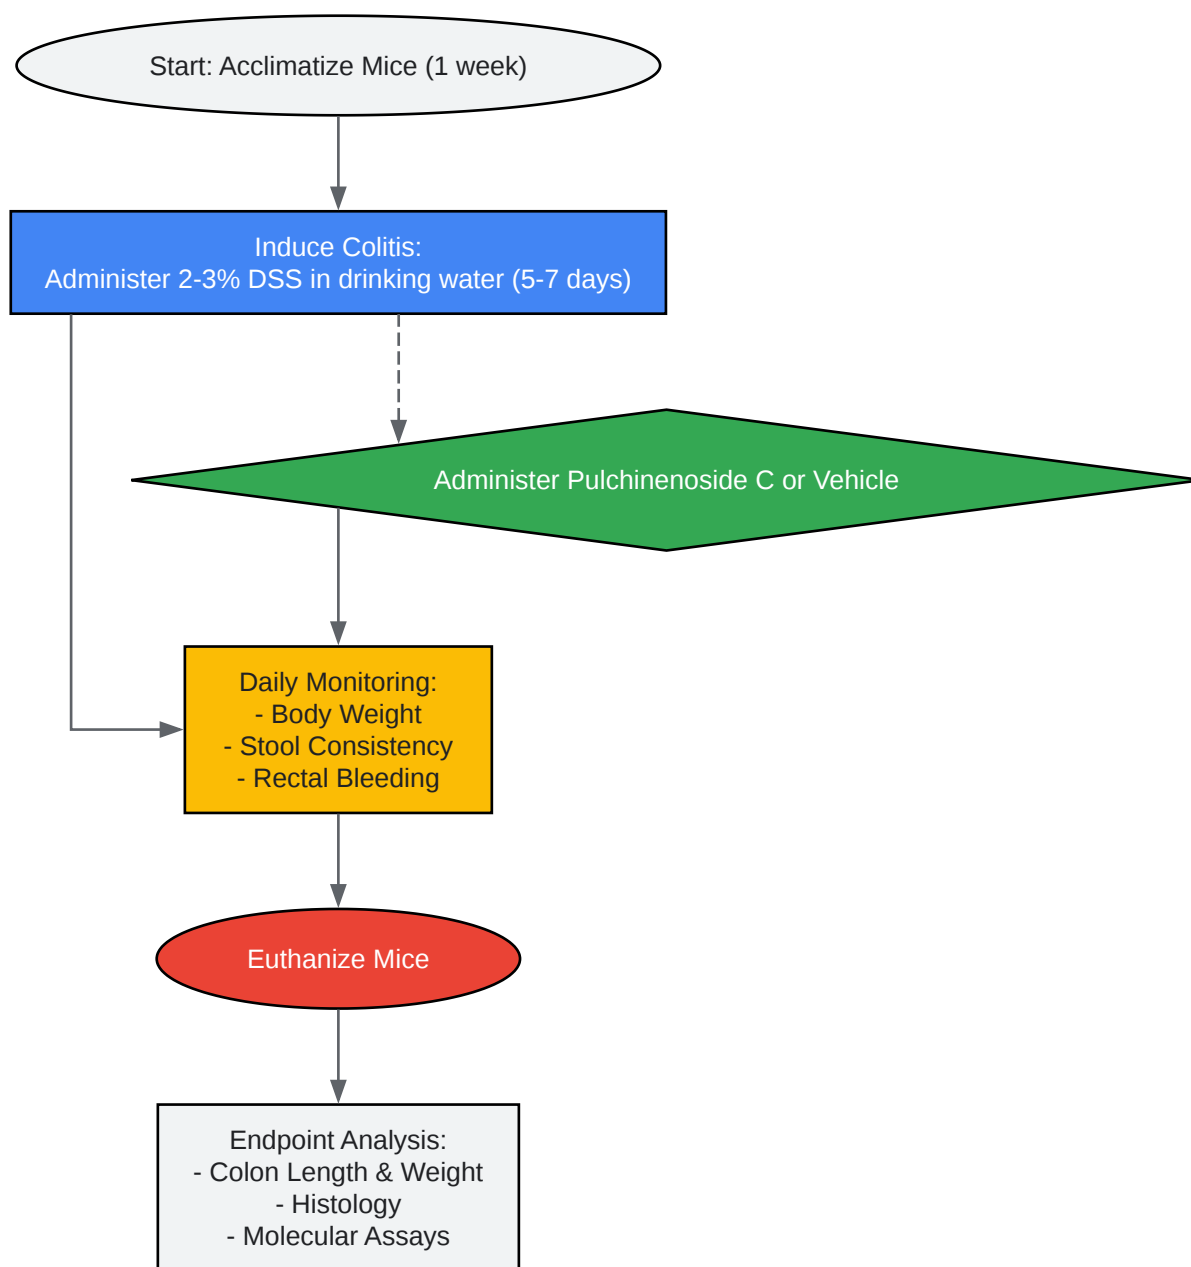 Start: Acclimatize Mice (1 week)
Induce Colitis:
Administer 2-3% DSS in drinking water (5-7 days)
Administer Pulchinenoside C or Vehicle
Daily Monitoring:
- Body Weight
- Stool Consistency
- Rectal Bleeding
Euthanize Mice
Endpoint Analysis:
- Colon Length & Weight
- Histology
- Molecular Assays